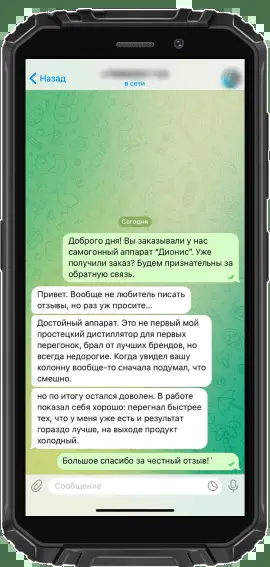 Назад
в сети
Сегодня
Доброго дня! Вы заказывали у нас
самогонный аппарат "Дионис". Уже
получили заказ? Будем признательны за
обратную связь.
Привет. Вообще не любитель писать
отзывы, но раз уж просите...
Достойный аппарат. Это не первый мой
простецкий дистиллятор для первых
перегонок, брал от лучших брендов, но
всегда недорогие. Когда увидел вашу
колонну вообще-то сначала подумал, что
смешно.
но по итогу остался доволен. В работе
показал себя хорошо: перегнал быстрее
тех, что у меня уже есть и результат
гораздо лучше, на выходе продукт
холодный.
Большое спасибо за честный отзыв!
Сообщение